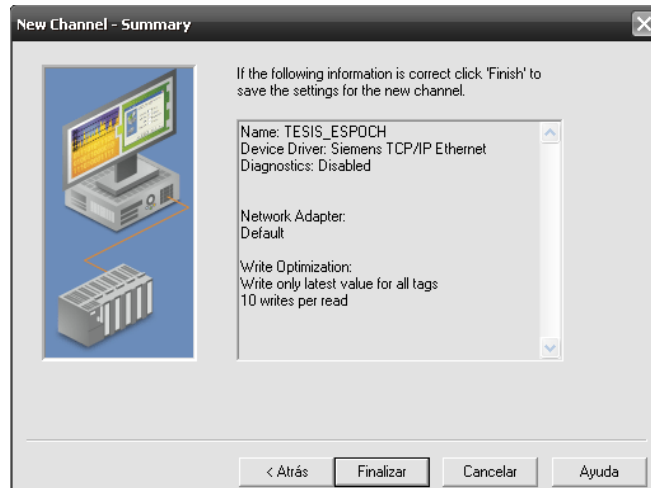 New Channel - Summary
If the following information is correct click 'Finish' to
save the settings for the new channel.
Name: TESIS_ESPOCH
Device Driver: Siemens TCP/IP Ethernet
Diagnostics: Disabled
Network Adapter:
Default
Write Optimization:
Write only latest value for all tags
10 writes per read
< Atrás
Finalizar
Cancelar
Ayuda